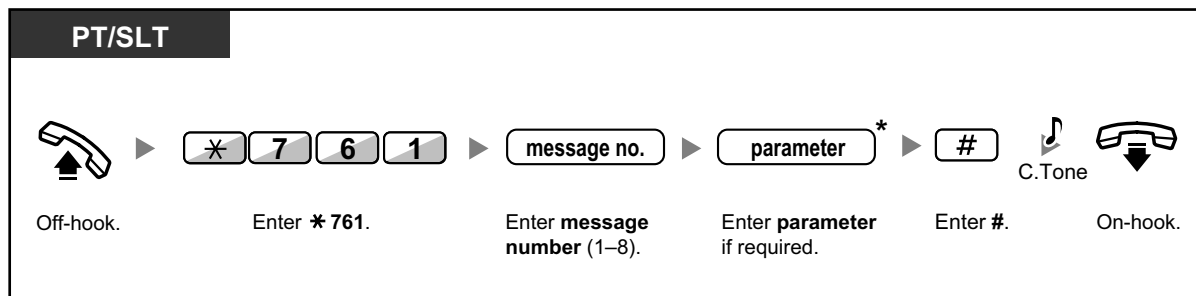 PT/SLT
* 7 6 1
message no.
parameter*
#
C.Tone
Off-hook.
Enter * 761.
Enter message
number (1–8).
Enter parameter
if required.
Enter #.
On-hook.